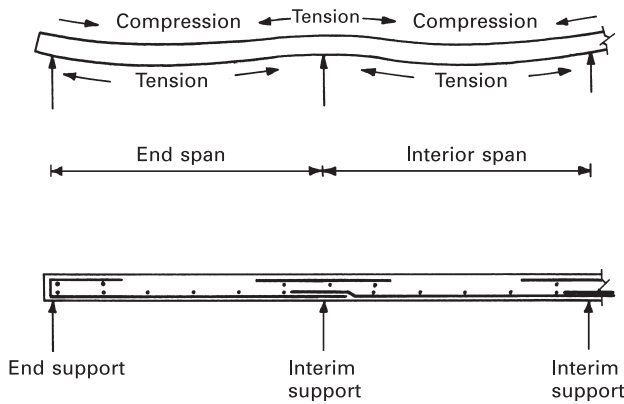 Compression Tension Compression
Tension Tension
End span Interior span
End support Interim support Interim support